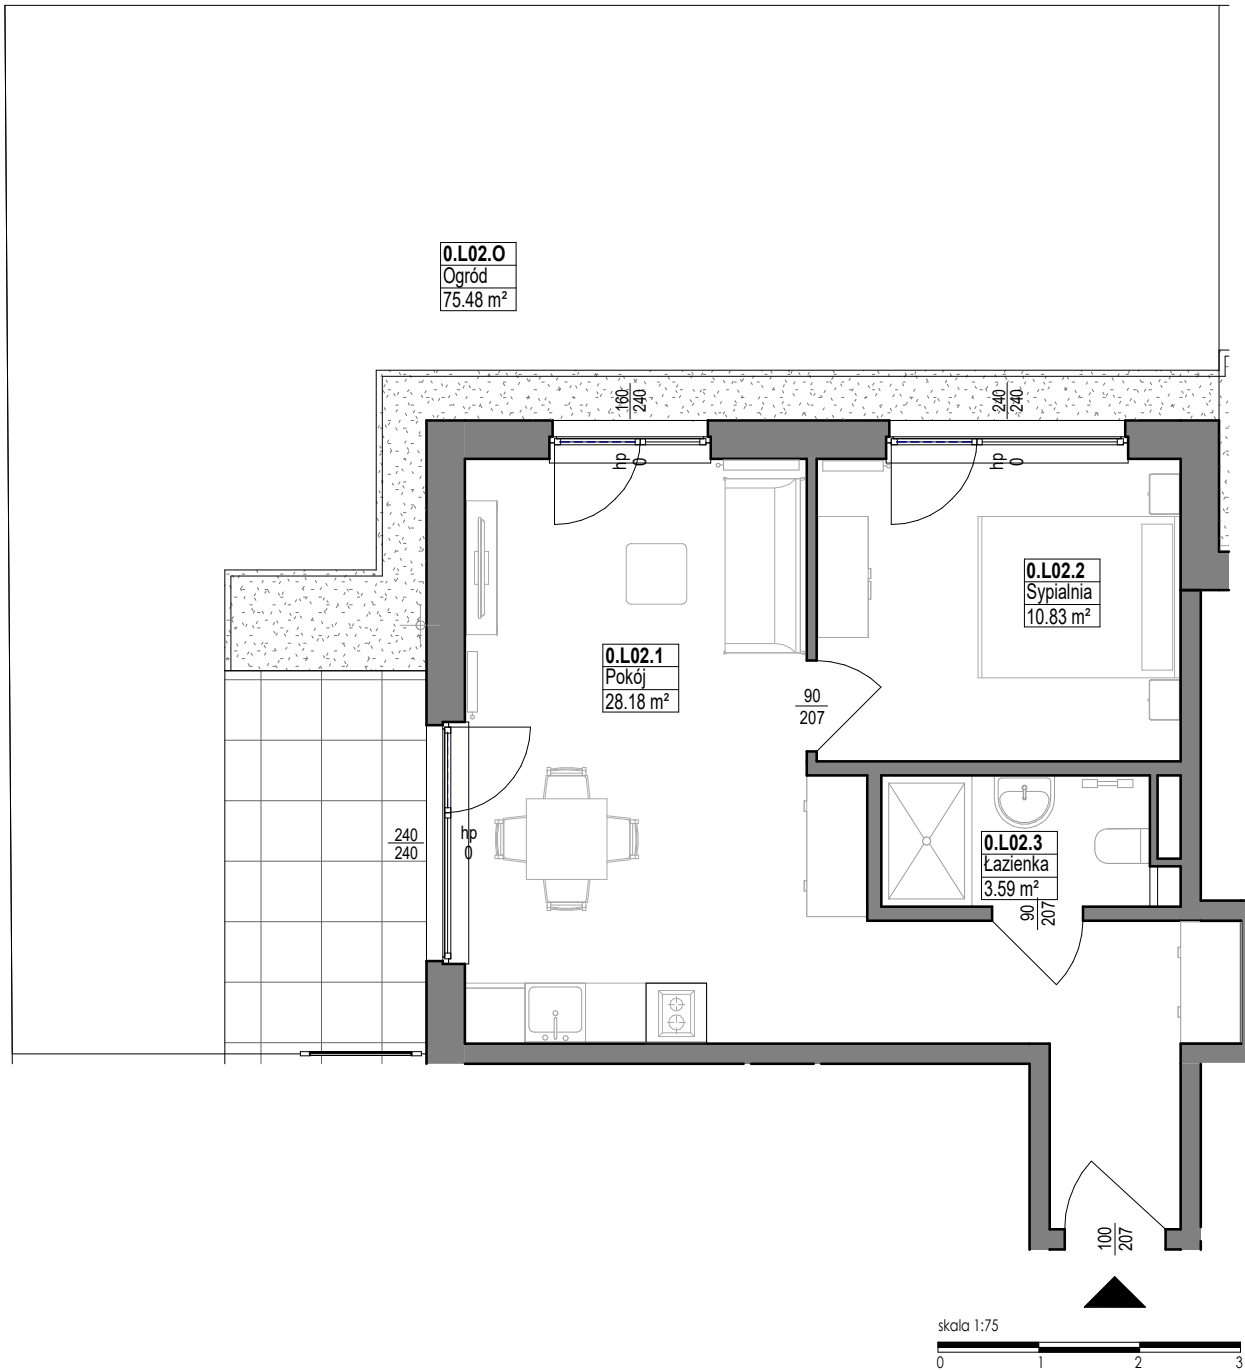 0.L02.O
Ogród
75.48 m²
160
240
240
240
hp
0
hp
0
0.L02.2
Sypialnia
10.83 m²
0.L02.1
Pokój
28.18 m²
90
207
240
240
hp
0
0.L02.3
Łazienka
3.59 m²
90
207
100
207
skala 1:75
0 1 2 3